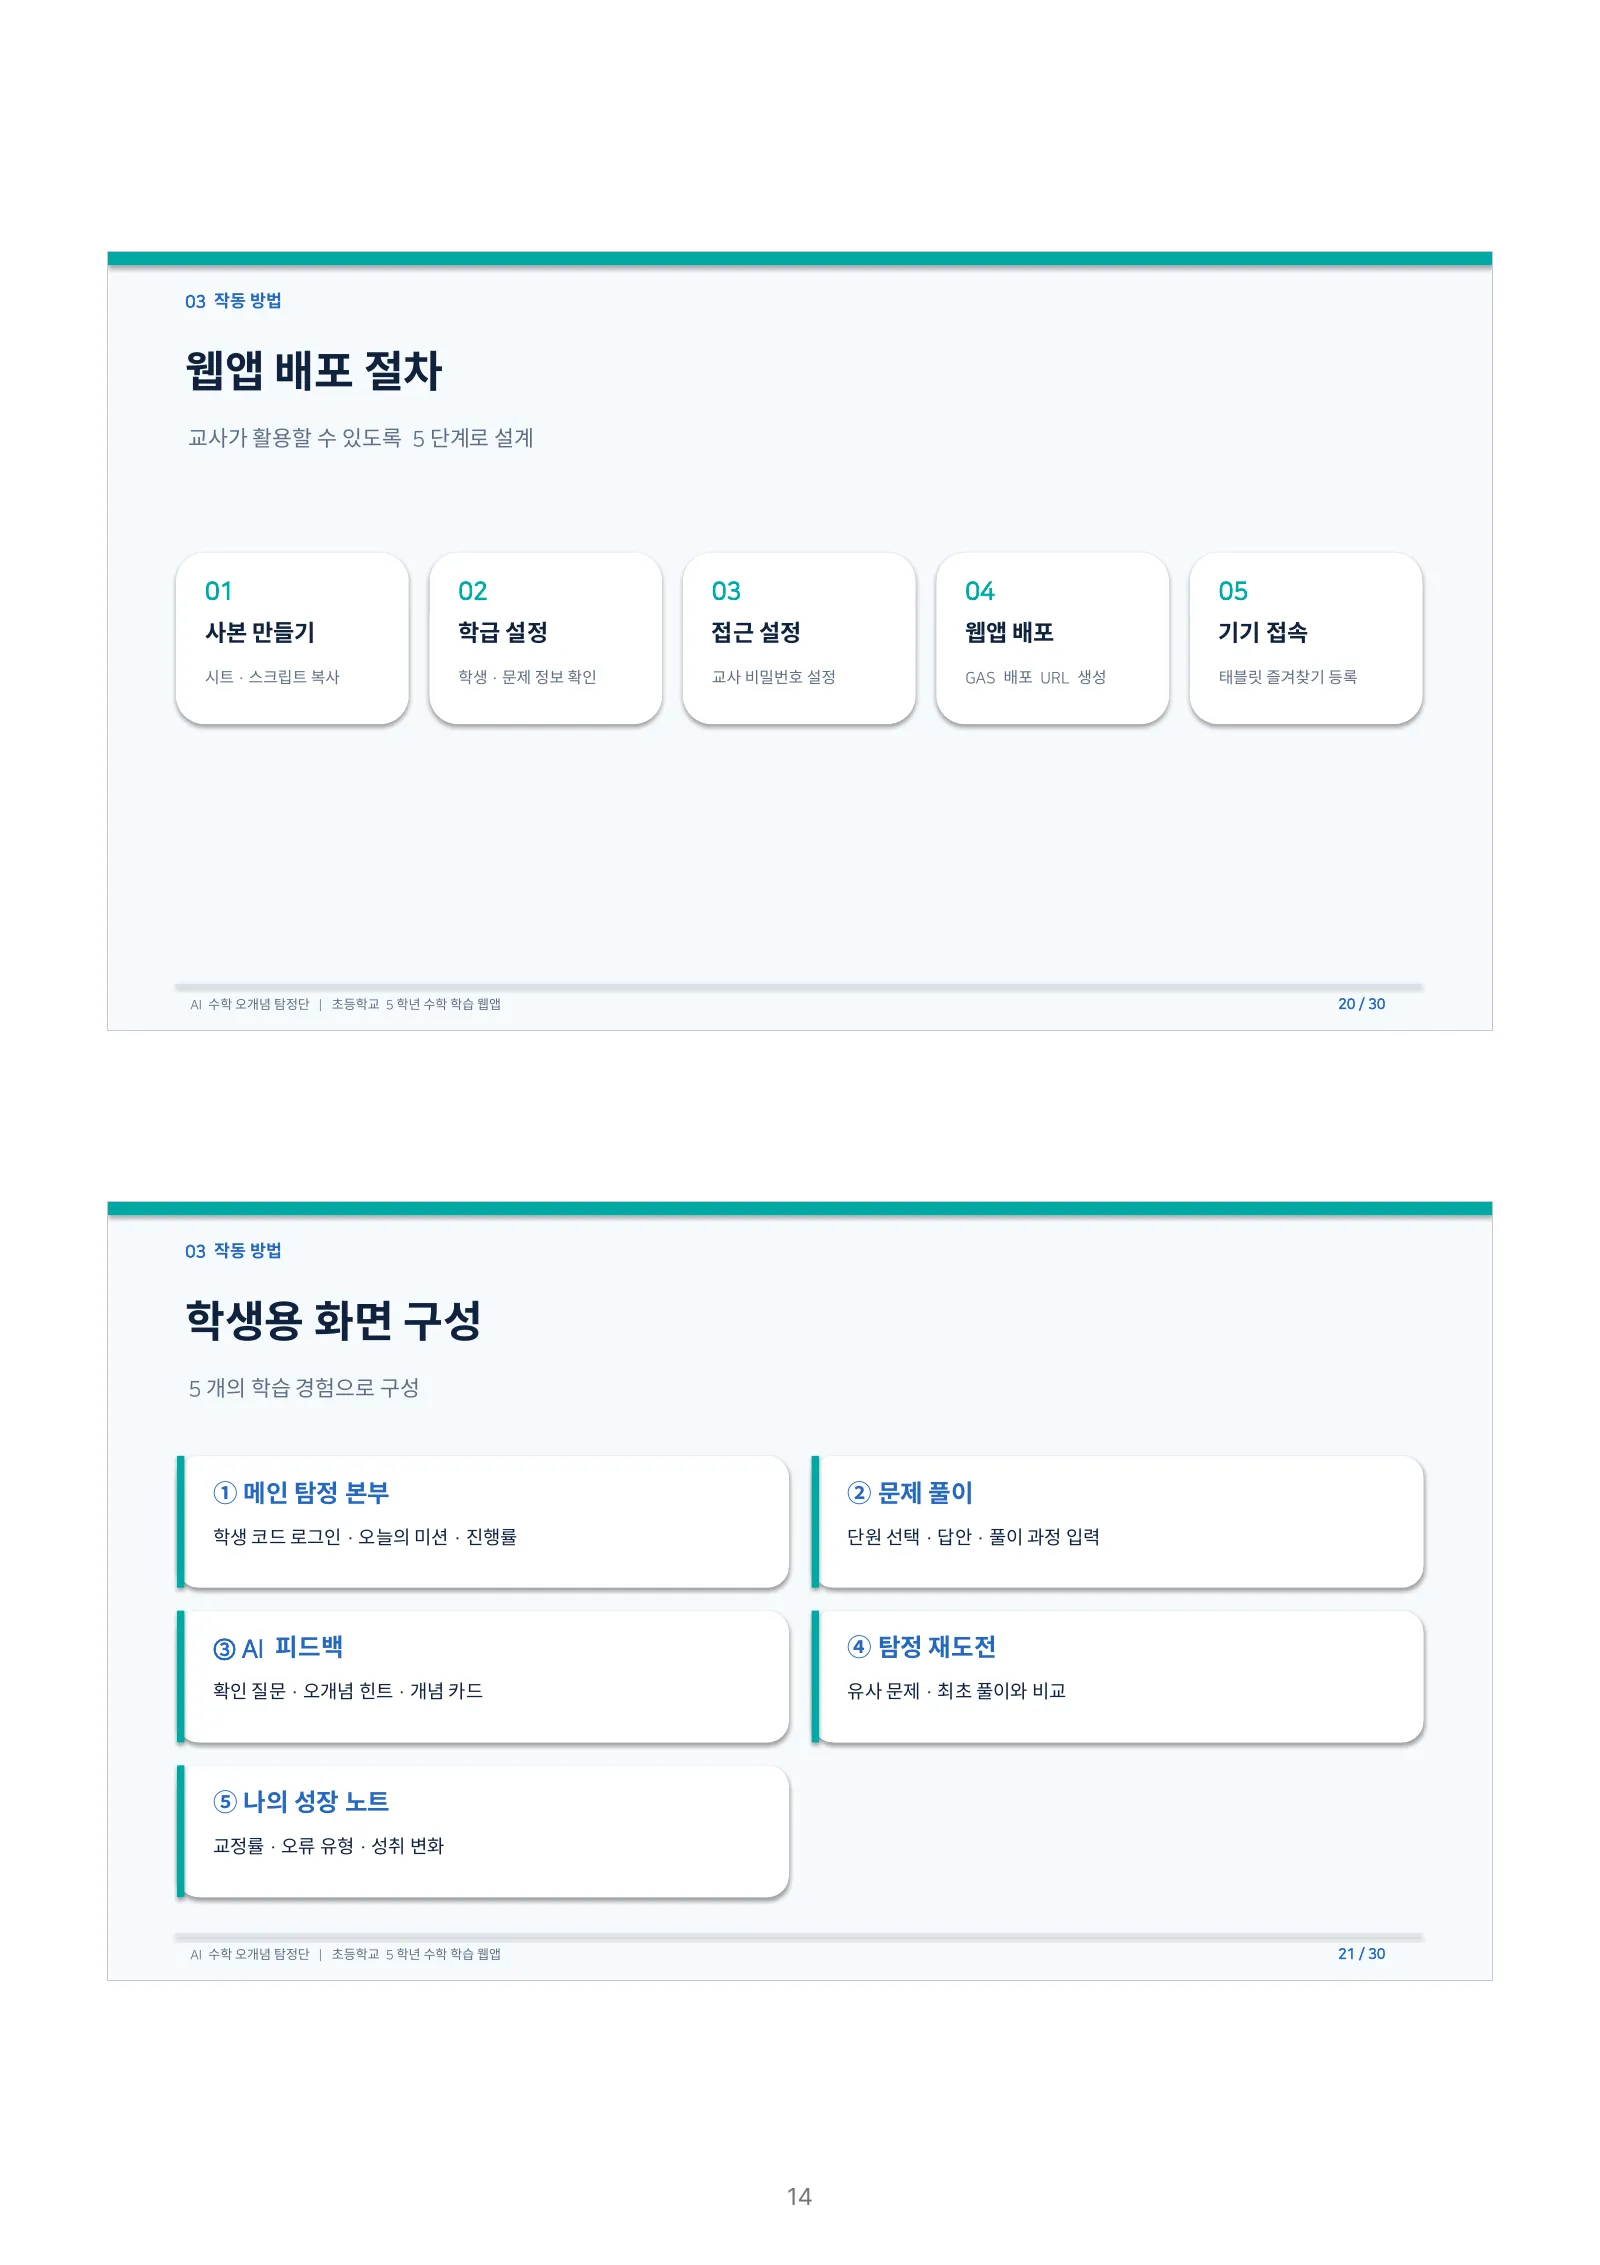 03 작동 방법
웹앱 배포 절차
교사가 활용할 수 있도록 5 단계로 설계
01
사본 만들기
시트 · 스크립트 복사
02
학급 설정
학생 · 문제 정보 확인
03
접근 설정
교사 비밀번호 설정
04
웹앱 배포
GAS 배포 URL 생성
05
기기 접속
태블릿 즐겨찾기 등록
AI 수학 오개념 탐정단 | 초등학교 5 학년 수학 학습 웹앱
20 / 30
03 작동 방법
학생용 화면 구성
5 개의 학습 경험으로 구성
① 메인 탐정 본부
학생 코드 로그인 · 오늘의 미션 · 진행률
② 문제 풀이
단원 선택 · 답안 · 풀이 과정 입력
③ AI 피드백
확인 질문 · 오개념 힌트 · 개념 카드
④ 탐정 재도전
유사 문제 · 최초 풀이와 비교
⑤ 나의 성장 노트
교정률 · 오류 유형 · 성취 변화
AI 수학 오개념 탐정단 | 초등학교 5 학년 수학 학습 웹앱
21 / 30
14